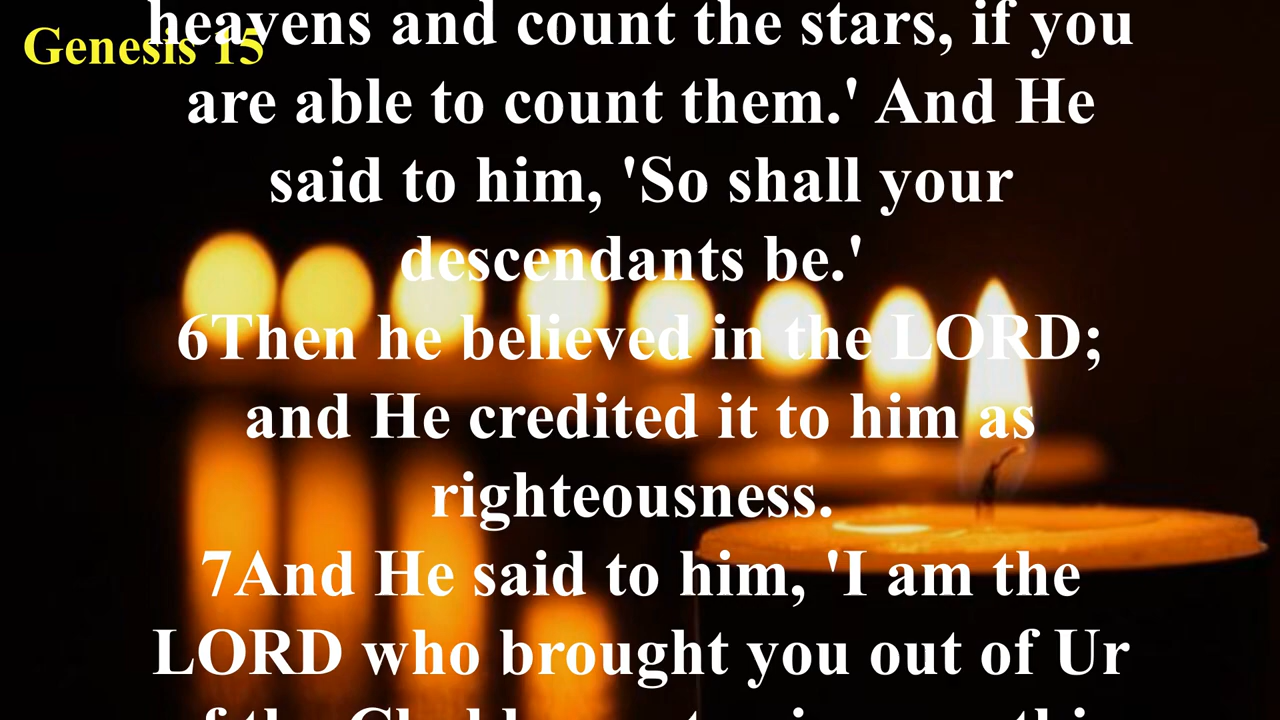 Genesis 15
heavens and count the stars, if you
are able to count them.' And He
said to him, 'So shall your
descendants be.'
6Then he believed in the LORD;
and He credited it to him as
righteousness.
7And He said to him, 'I am the
LORD who brought you out of Ur